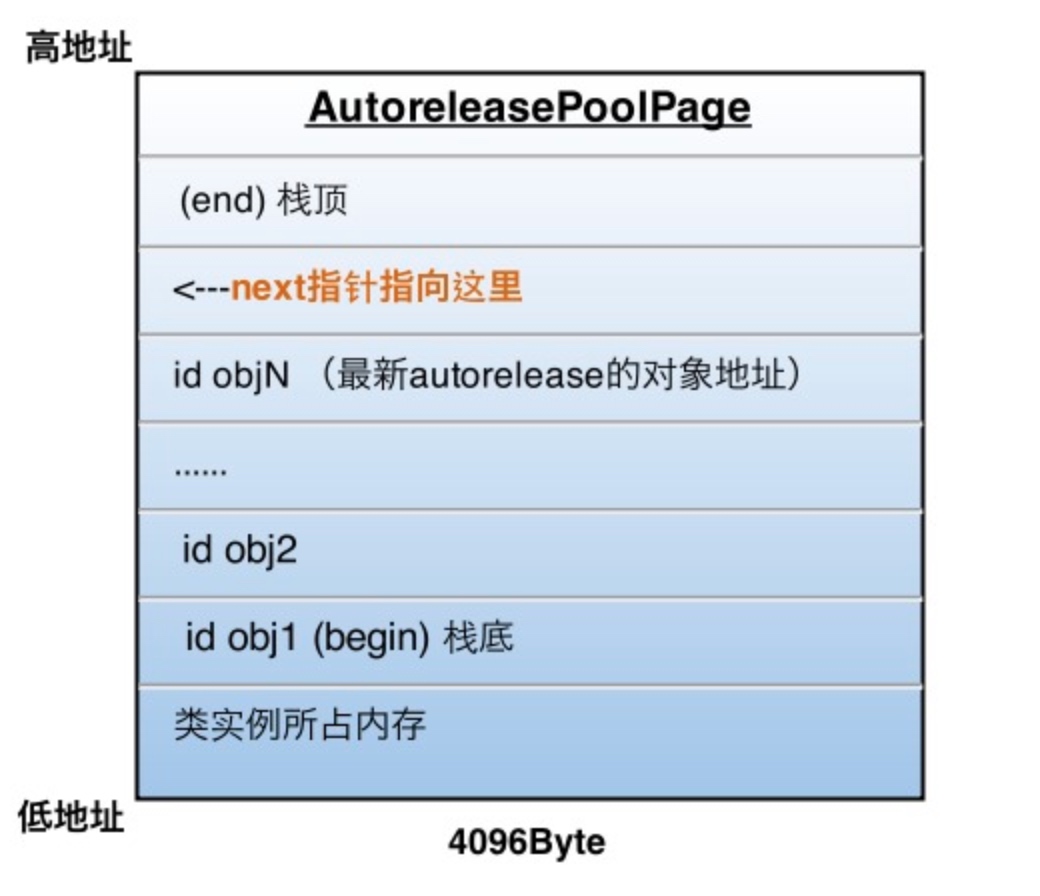 高地址
AutoreleasePoolPage
(end) 栈顶
<---next指针指向这里
id objN （最新autorelease的对象地址）
......
id obj2
id obj1 (begin) 栈底
类实例所占内存
低地址
4096Byte